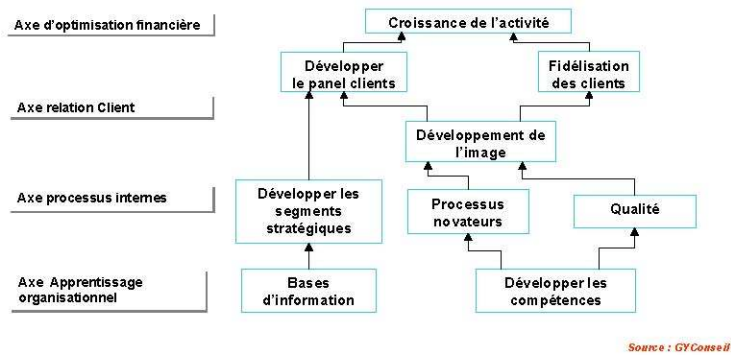 Axe d'optimisation financière
Croissance de l'activité
Développer
le panel clients
Fidélisation
des clients
Axe relation Client
Développement de
l'image
Axe processus internes
Développer les
segments
stratégiques
Processus
novateurs
Qualité
Axe Apprentissage
organisationnel
Bases
d'information
Développer les
compétences
Source : GYConseil